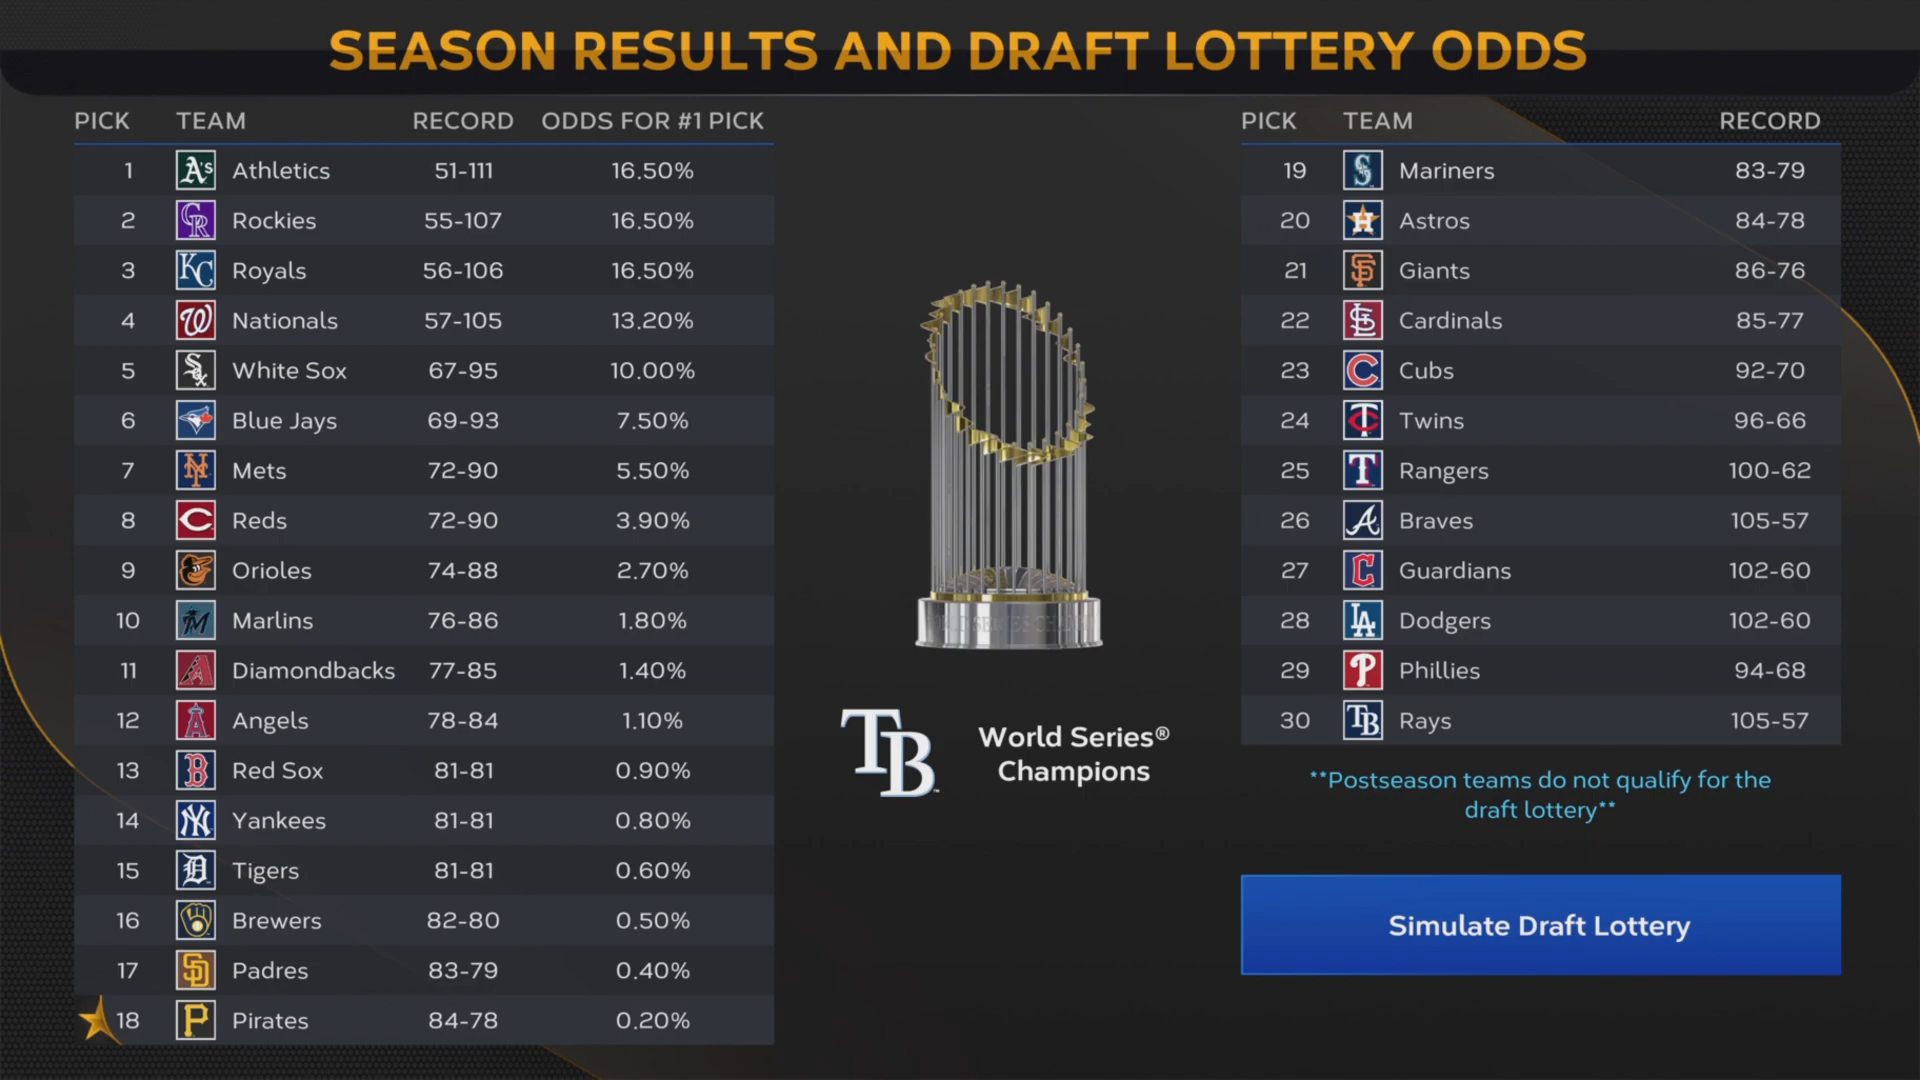 SEASON RESULTS AND DRAFT LOTTERY ODDS
PICK TEAM RECORD ODDS FOR #1 PICK
1 Athletics 51-111 16.50%
2 Rockies 55-107 16.50%
3 Royals 56-106 16.50%
4 Nationals 57-105 13.20%
5 White Sox 67-95 10.00%
6 Blue Jays 69-93 7.50%
7 Mets 72-90 5.50%
8 Reds 72-90 3.90%
9 Orioles 74-88 2.70%
10 Marlins 76-86 1.80%
11 Diamondbacks 77-85 1.40%
12 Angels 78-84 1.10%
13 Red Sox 81-81 0.90%
14 Yankees 81-81 0.80%
15 Tigers 81-81 0.60%
16 Brewers 82-80 0.50%
17 Padres 83-79 0.40%
18 Pirates 84-78 0.20%
TB World Series®
Champions
PICK TEAM RECORD
19 Mariners 83-79
20 Astros 84-78
21 Giants 86-76
22 Cardinals 85-77
23 Cubs 92-70
24 Twins 96-66
25 Rangers 100-62
26 Braves 105-57
27 Guardians 102-60
28 Dodgers 102-60
29 Phillies 94-68
30 Rays 105-57
**Postseason teams do not qualify for the
draft lottery**
Simulate Draft Lottery